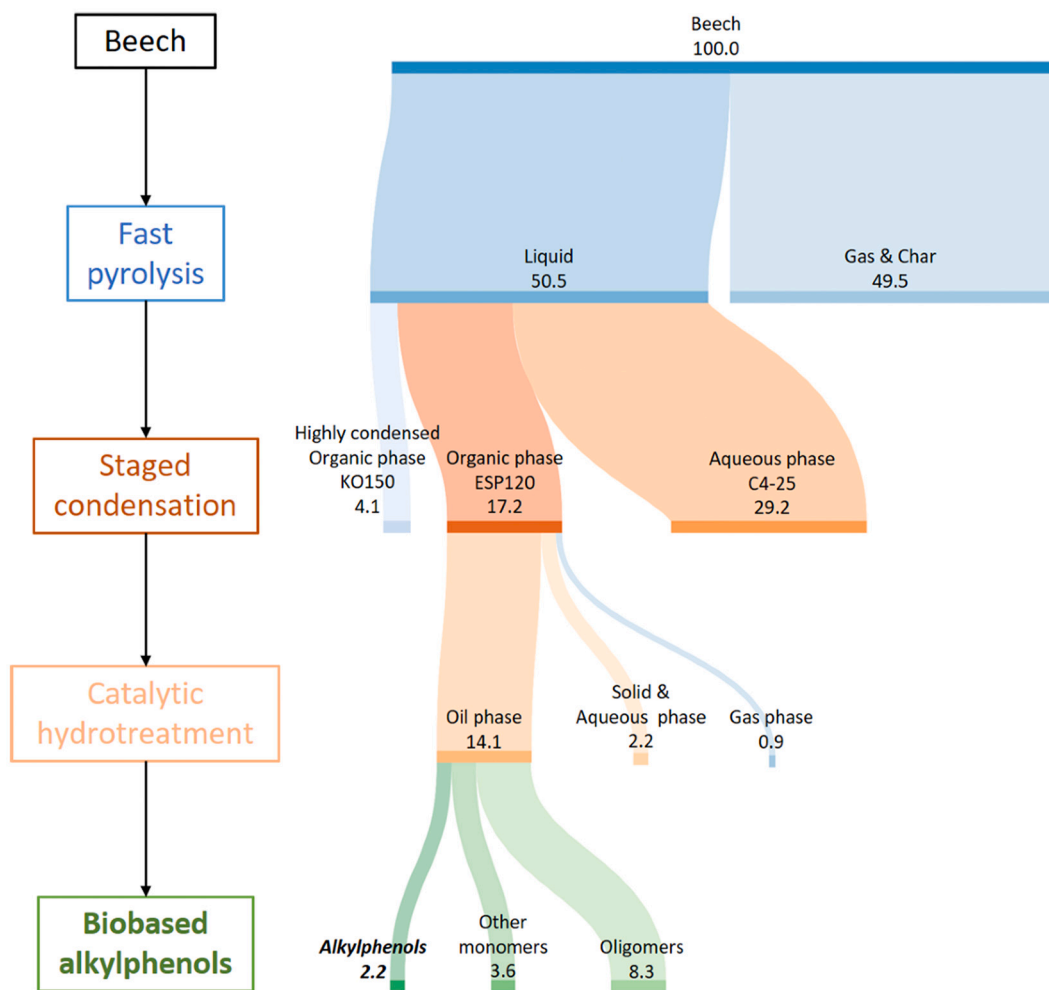 Beech
Fast
pyrolysis
Staged
condensation
Catalytic
hydrotreatment
Biobased
alkylphenols
Beech
100.0
Liquid
50.5
Gas & Char
49.5
Highly condensed
Organic phase
KO150
4.1
Organic phase
ESP120
17.2
Aqueous phase
C4-25
29.2
Oil phase
14.1
Solid &
Aqueous phase
2.2
Gas phase
0.9
Alkylphenols
2.2
Other
monomers
3.6
Oligomers
8.3